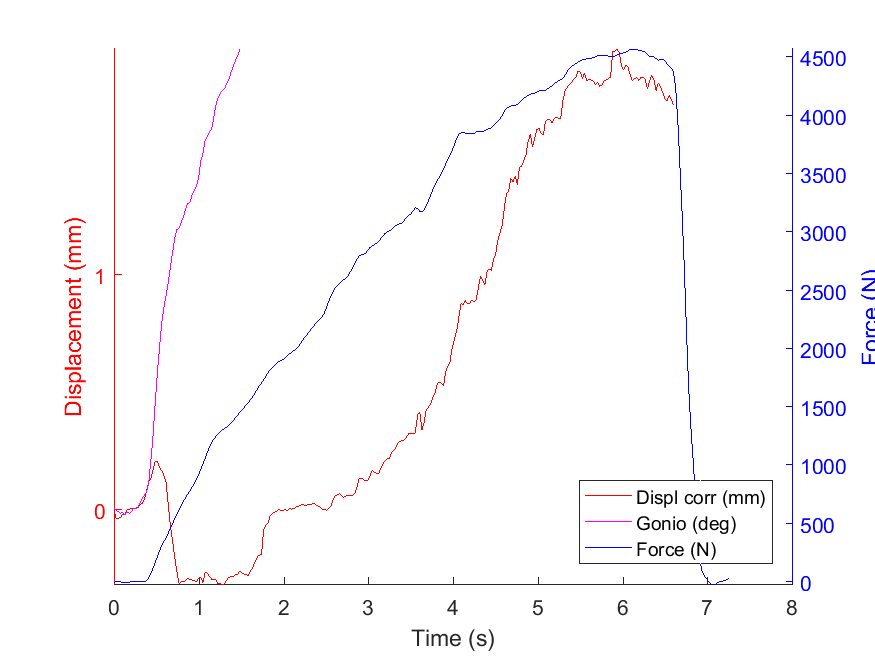 4500
4000
3500
3000
2500
2000
1500
1000
500
0
Force (N)
1
0
Displacement (mm)
Displ corr (mm)
Gonio (deg)
Force (N)
0 1 2 3 4 5 6 7 8
Time (s)